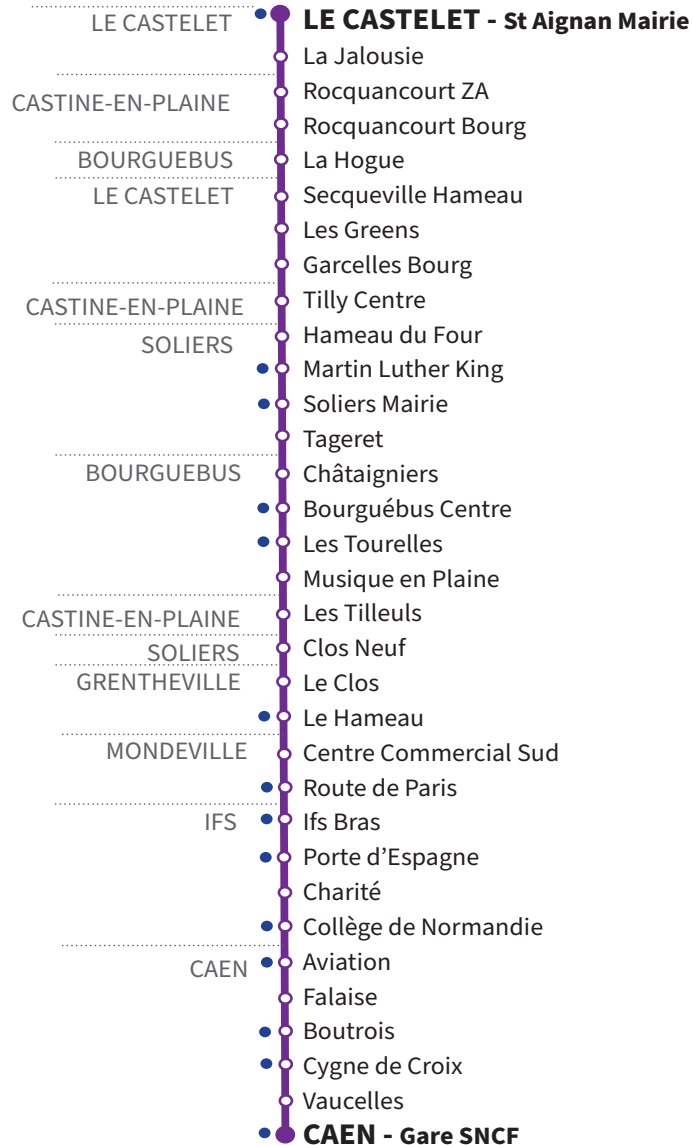 LE CASTELET
LE CASTELET - St Aignan Mairie
La Jalousie
CASTINE-EN-PLAINE
Rocquancourt ZA
Rocquancourt Bourg
BOURGUEBUS
La Hogue
LE CASTELET
Secqueville Hameau
Les Greens
Garcelles Bourg
CASTINE-EN-PLAINE
Tilly Centre
SOLIERS
Hameau du Four
Martin Luther King
Soliers Mairie
Tageret
BOURGUEBUS
Châtaigniers
Bourguébus Centre
Les Tourelles
Musique en Plaine
CASTINE-EN-PLAINE
Les Tilleuls
SOLIERS
Clos Neuf
GRENTHEVILLE
Le Clos
Le Hameau
MONDEVILLE
Centre Commercial Sud
Route de Paris
IFS
Ifs Bras
Porte d’Espagne
Charité
Collège de Normandie
CAEN
Aviation
Falaise
Boutrois
Cygne de Croix
Vaucelles
CAEN - Gare SNCF